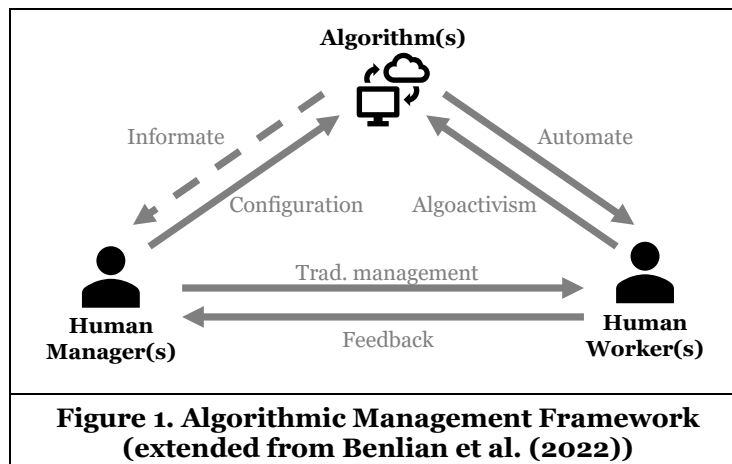 Algorithm(s)
Informate
Automate
Configuration
Algoactivism
Trad. management
Human
Manager(s)
Human
Worker(s)
Feedback
Figure 1. Algorithmic Management Framework
(extended from Benlian et al. (2022))